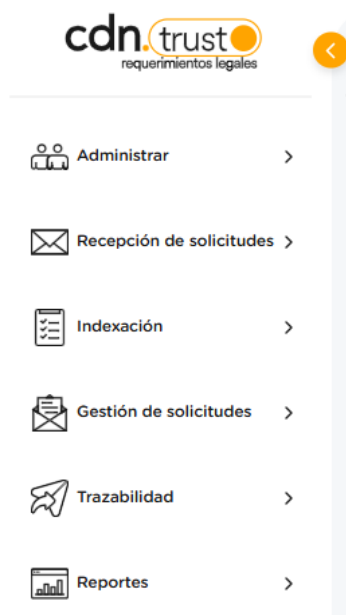 cdn.trust
requerimientos legales
Administrar
Recepción de solicitudes
Indexación
Gestión de solicitudes
Trazabilidad
Reportes